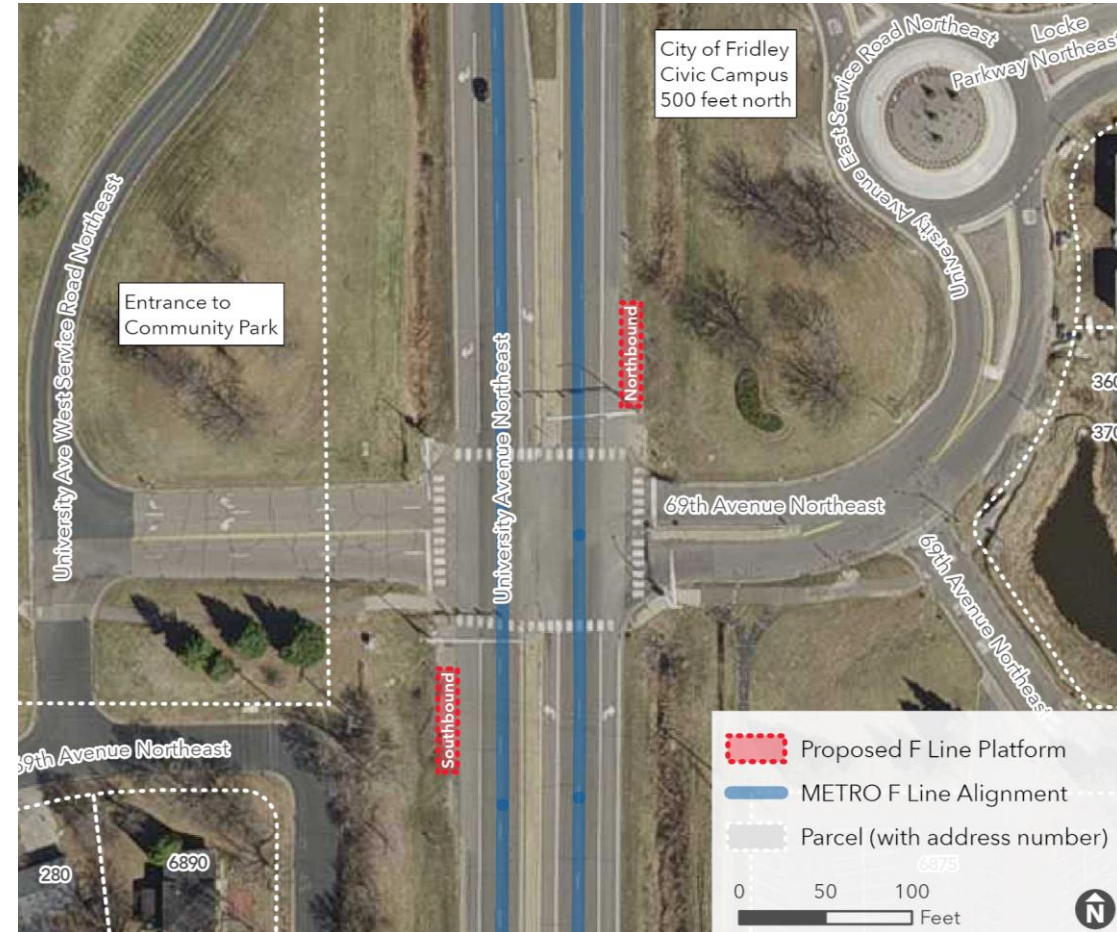 City of Fridley
Civic Campus
500 feet north
University Avenue East Service Road Northeast
Locke
Parkway Northeast
University Ave West Service Road Northeast
Entrance to
Community Park
University Avenue Northeast
Northbound
360
370
69th Avenue Northeast
69th Avenue Northeast
Southbound
69th Avenue Northeast
280
6890
Proposed F Line Platform
METRO F Line Alignment
Parcel (with address number)
6875
0 50 100
Feet
N